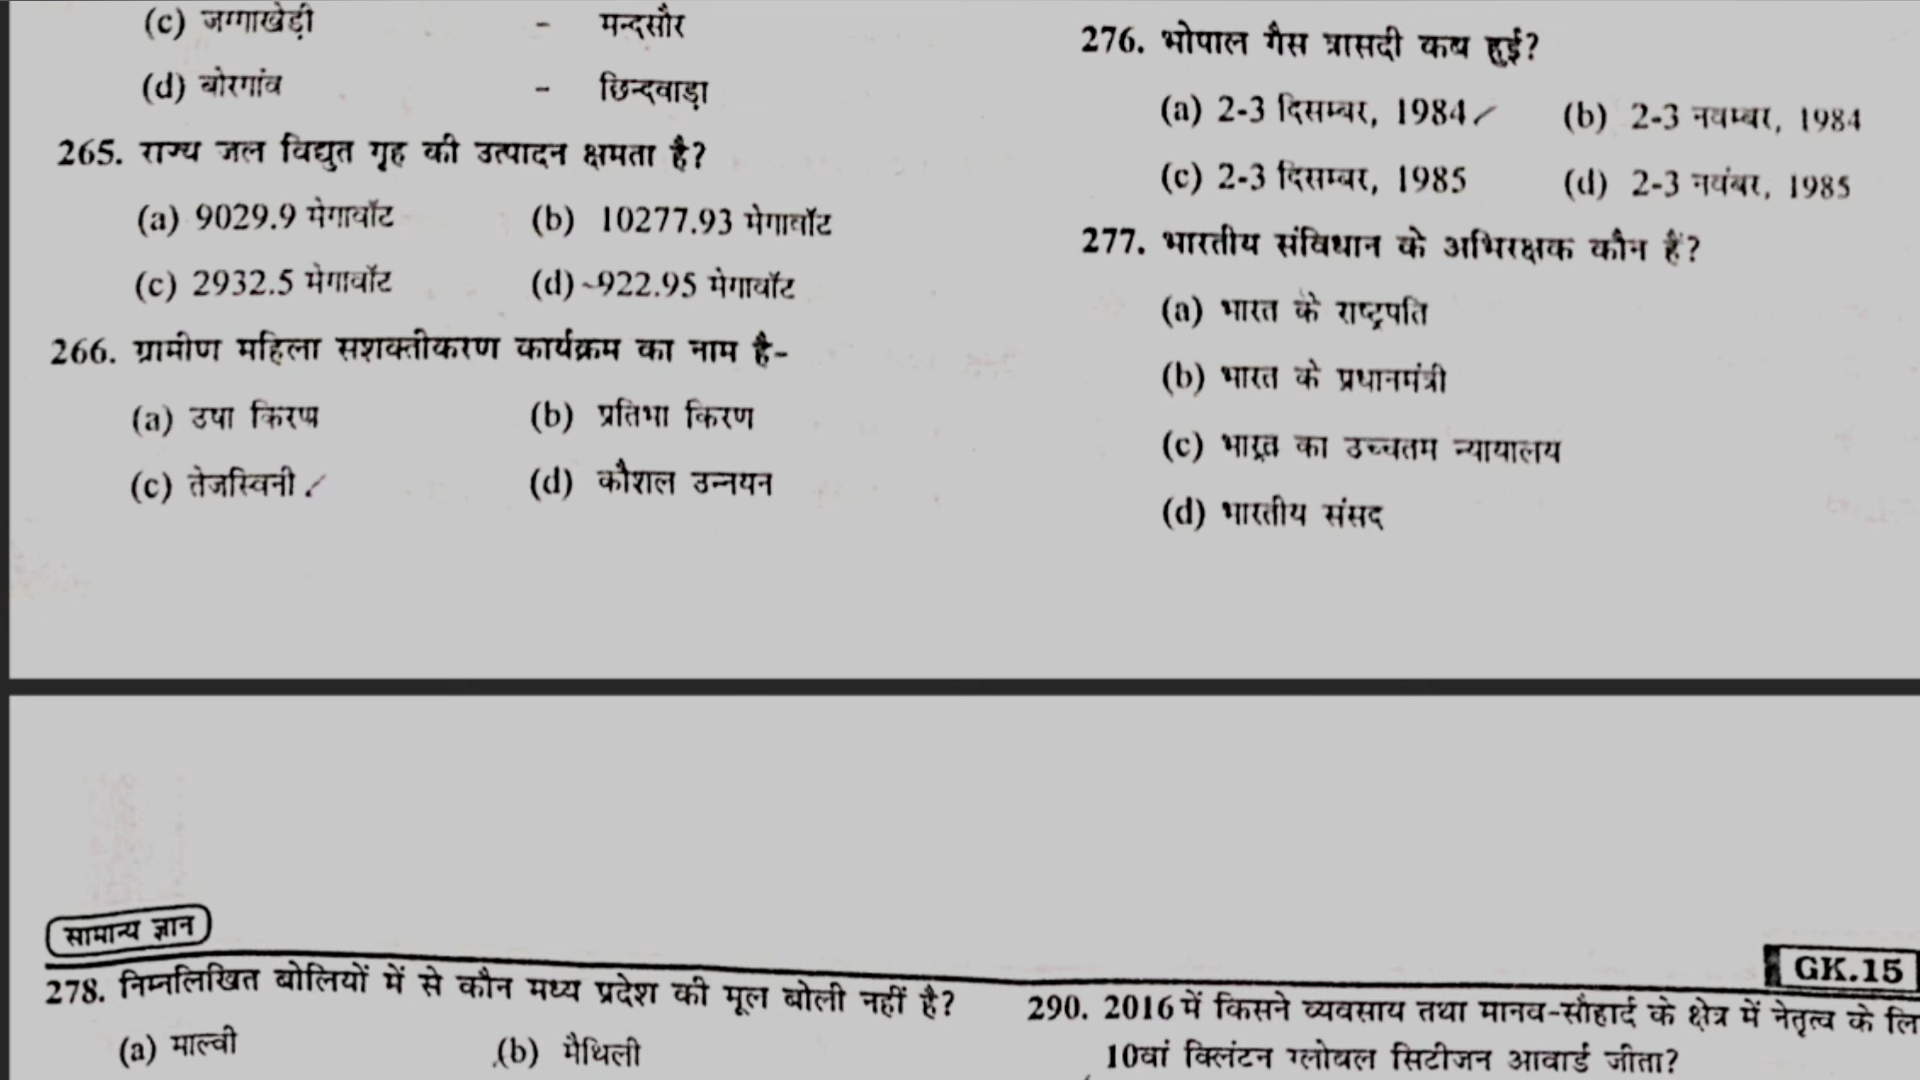 (c) जग्गाखेड़ी - मन्दसौर
(d) बोरगांव - छिन्दवाड़ा
265. राज्य जल विद्युत गृह की उत्पादन क्षमता है?
(a) 9029.9 मेगावॉट (b) 10277.93 मेगावॉट
(c) 2932.5 मेगावॉट (d) 922.95 मेगावॉट
266. ग्रामीण महिला सशक्तीकरण कार्यक्रम का नाम है-
(a) उषा किरण (b) प्रतिभा किरण
(c) तेजस्विनी (d) कौशल उन्नयन
276. भोपाल गैस त्रासदी कब हुई?
(a) 2-3 दिसम्बर, 1984 (b) 2-3 नवम्बर, 1984
(c) 2-3 दिसम्बर, 1985 (d) 2-3 नवंबर, 1985
277. भारतीय संविधान के अभिरक्षक कौन हैं?
(a) भारत के राष्ट्रपति
(b) भारत के प्रधानमंत्री
(c) भारत का उच्चतम न्यायालय
(d) भारतीय संसद
सामान्य ज्ञान
GK.15
278. निम्नलिखित बोलियों में से कौन मध्य प्रदेश की मूल बोली नहीं है?
(a) माल्वी (b) मैथिली
290. 2016 में किसने व्यवसाय तथा मानव-सौहार्द के क्षेत्र में नेतृत्व के लि
10वां क्लिंटन ग्लोबल सिटीजन आवार्ड जीता?